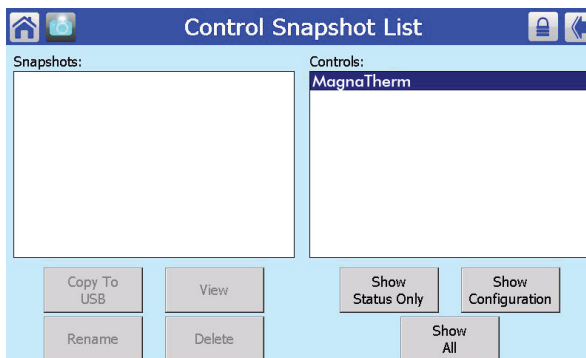 Control Snapshot List
Snapshots:
Controls:
MagnaTherm
Copy To
USB
View
Show
Status Only
Show
Configuration
Rename
Delete
Show
All